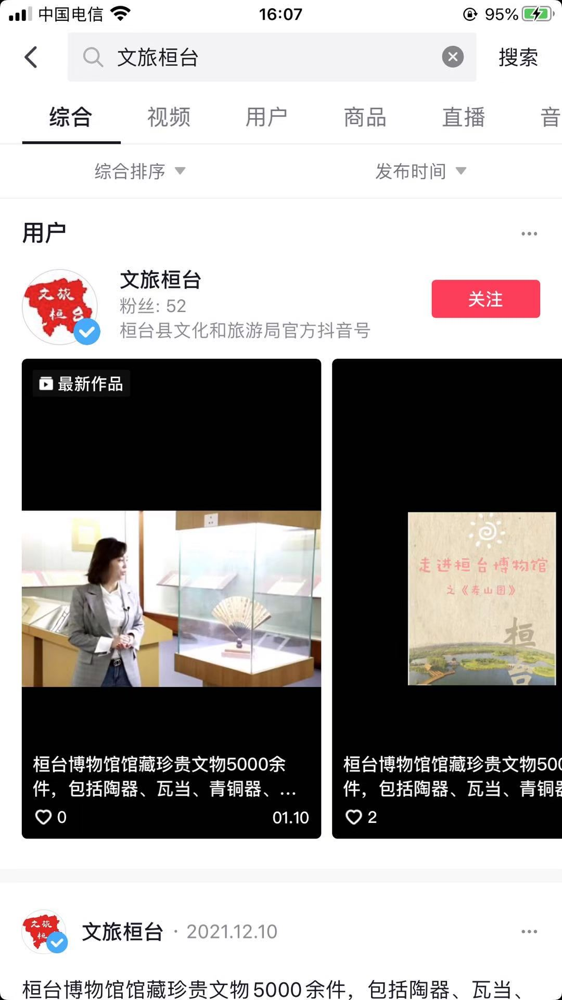 中国电信
16:07
95%
文旅桓台
搜索
综合
视频
用户
商品
直播
音
综合排序
发布时间
用户
文旅
桓台
文旅桓台
粉丝: 52
桓台县文化和旅游局官方抖音号
关注
最新作品
走进桓台博物馆
之《寿山图》
桓
台
桓台博物馆馆藏珍贵文物5000余
件，包括陶器、瓦当、青铜器、...
0
01.10
桓台博物馆馆藏珍贵文物500
件，包括陶器、瓦当、青铜器
2
文旅
桓
文旅桓台 · 2021.12.10
桓台博物馆馆藏珍贵文物5000余件，包括陶器、瓦当、